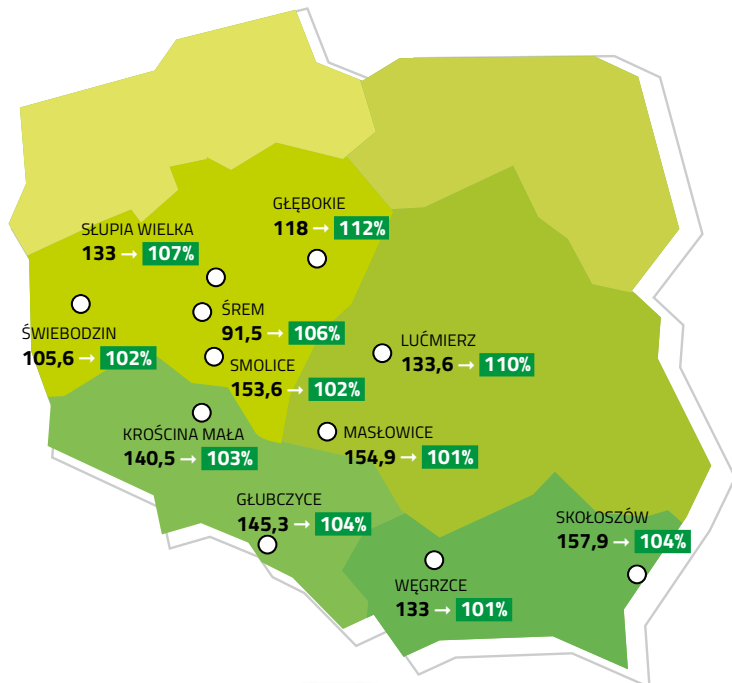 GŁĘBOKIE
118 → 112%
SŁUPIA WIELKA
133 → 107%
ŚREM
91,5 → 106%
ŚWIEBODZIN
105,6 → 102%
LUĆMIERZ
133,6 → 110%
SMOLICE
153,6 → 102%
KROŚCINA MAŁA
140,5 → 103%
MASŁOWICE
154,9 → 101%
GŁUBCZYCE
145,3 → 104%
SKOŁOSZÓW
157,9 → 104%
WĘGRZCE
133 → 101%